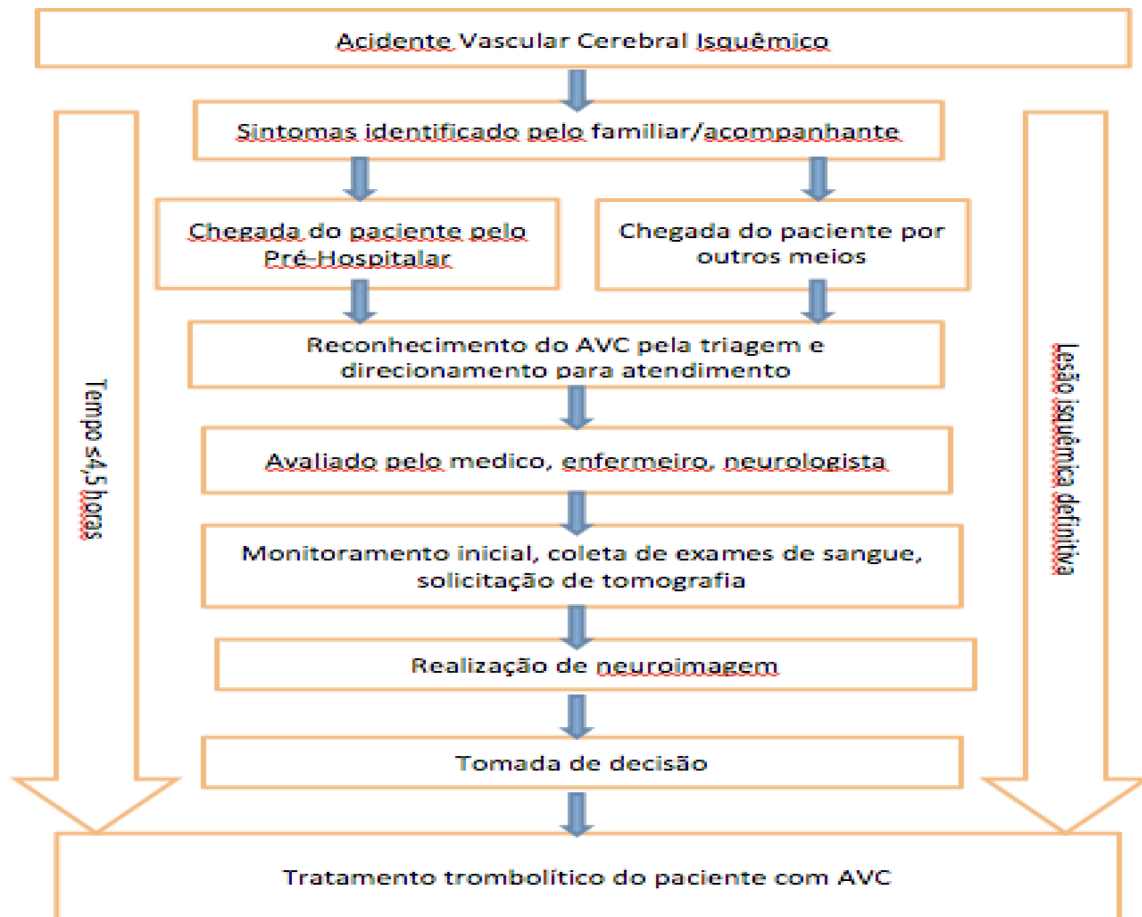 Acidente Vascular Cerebral Isquêmico
Sintomas identificado pelo familiar/acompanhante
Chegada do paciente pelo
Pré-Hospitalar
Chegada do paciente por
outros meios
Reconhecimento do AVC pela triagem e
direcionamento para atendimento
Avaliado pelo medico, enfermeiro, neurologista
Monitoramento inicial, coleta de exames de sangue,
solicitação de tomografia
Realização de neuroimagem
Tomada de decisão
Tratamento trombolítico do paciente com AVC
Tempo ≤4,5 horas
Lesão isquêmica definitiva